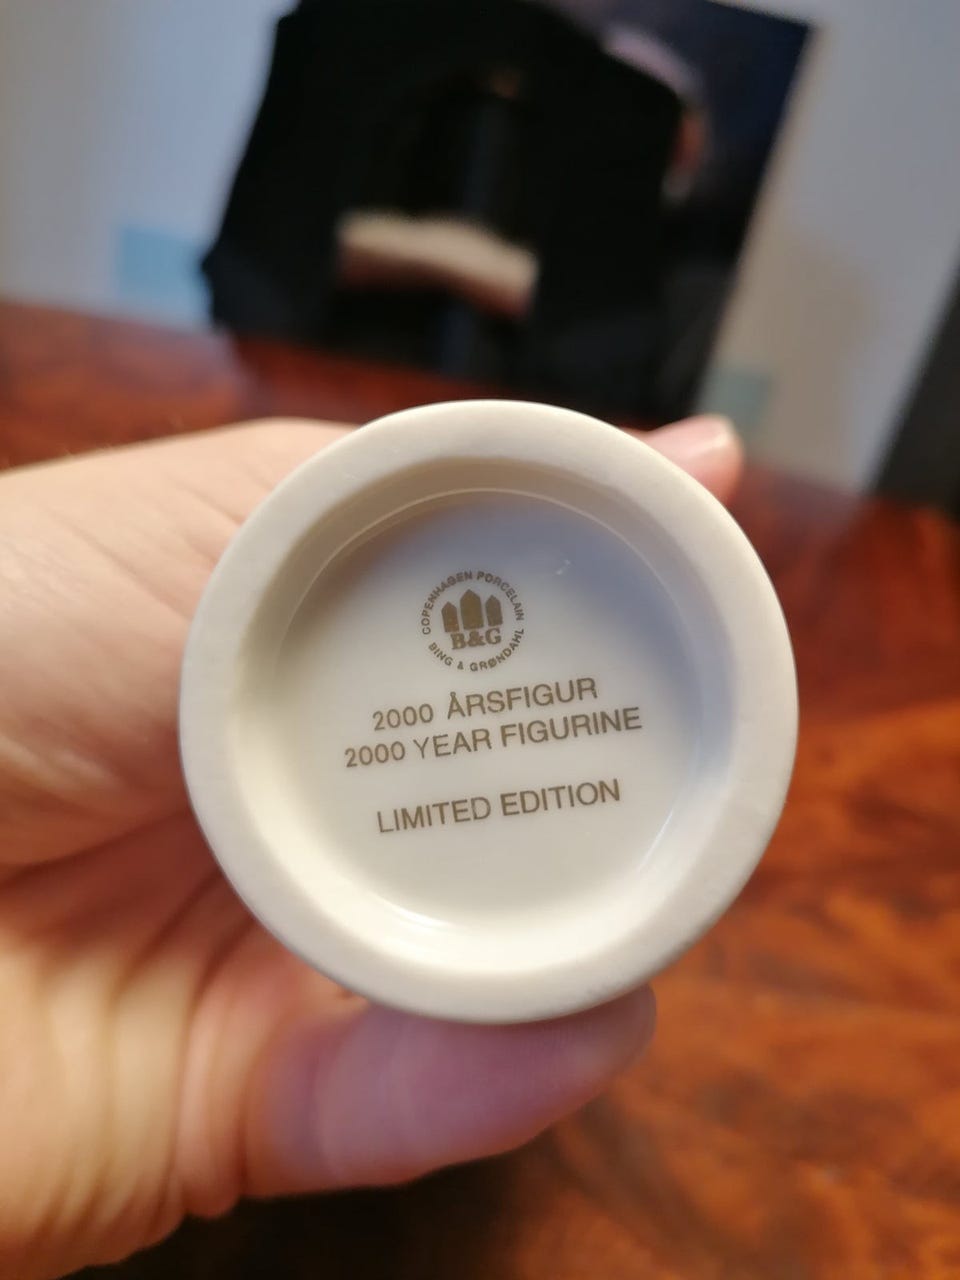 COPENHAGEN PORCELAIN
B&G
BING & GRØNDAHL
2000 ÅRSFIGUR
2000 YEAR FIGURINE
LIMITED EDITION